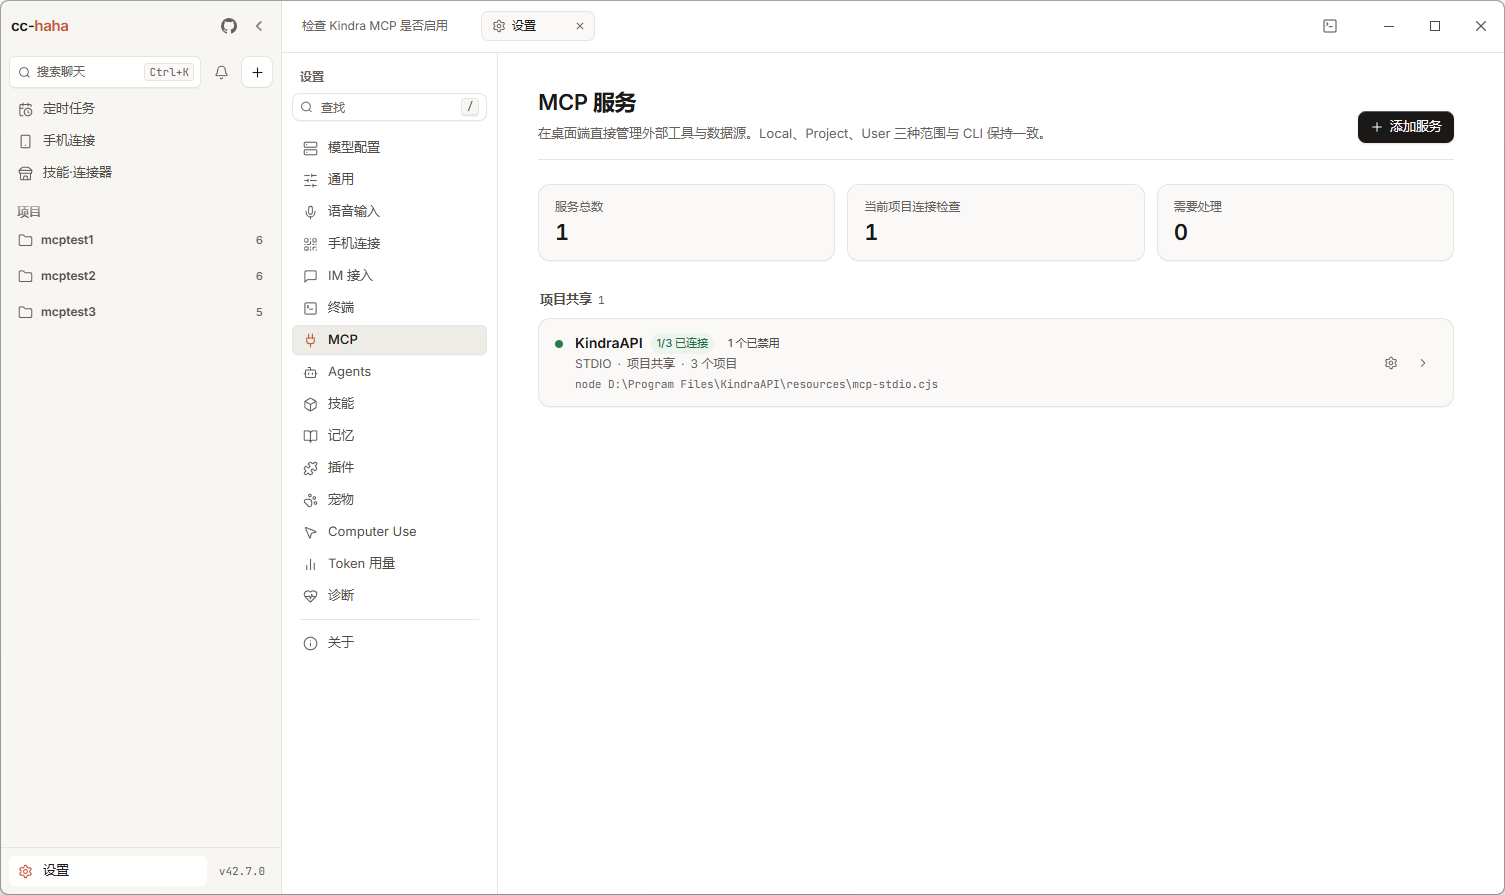 cc-haha
搜索聊天 Ctrl+K
定时任务
手机连接
技能·连接器
项目
mcptest1 6
mcptest2 6
mcptest3 5
设置 v42.7.0
检查 Kindra MCP 是否启用
设置
设置
查找 /
模型配置
通用
语音输入
手机连接
IM 接入
终端
MCP
Agents
技能
记忆
插件
宠物
Computer Use
Token 用量
诊断
关于
MCP 服务
在桌面端直接管理外部工具与数据源。Local、Project、User 三种范围与 CLI 保持一致。
添加服务
服务总数
1
当前项目连接检查
1
需要处理
0
项目共享 1
KindraAPI 1/3 已连接 1 个已禁用
STDIO · 项目共享 · 3 个项目
node D:\Program Files\KindraAPI\resources\mcp-stdio.cjs